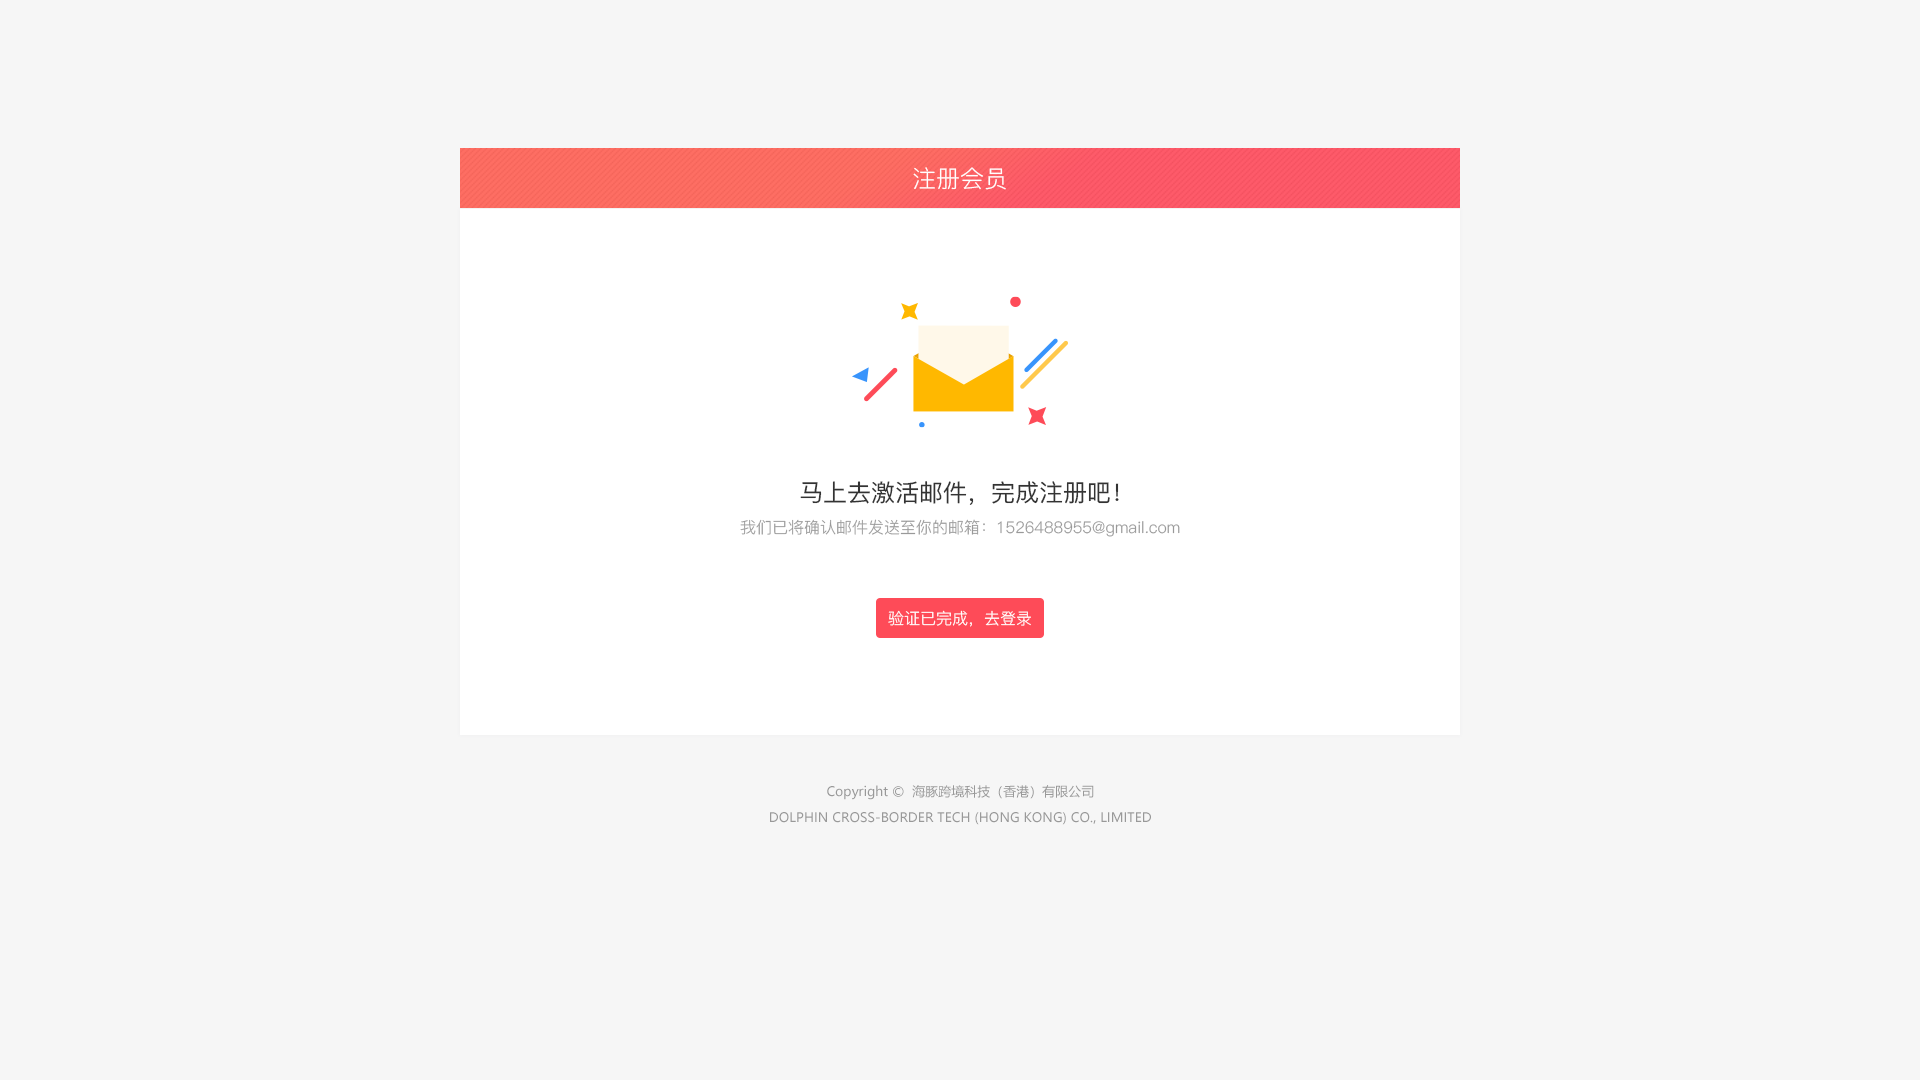 注册会员
马上去激活邮件，完成注册吧！
我们已将确认邮件发送至你的邮箱：1526488955@gmail.com
验证已完成，去登录
Copyright © 海豚跨境科技（香港）有限公司
DOLPHIN CROSS-BORDER TECH (HONG KONG) CO., LIMITED